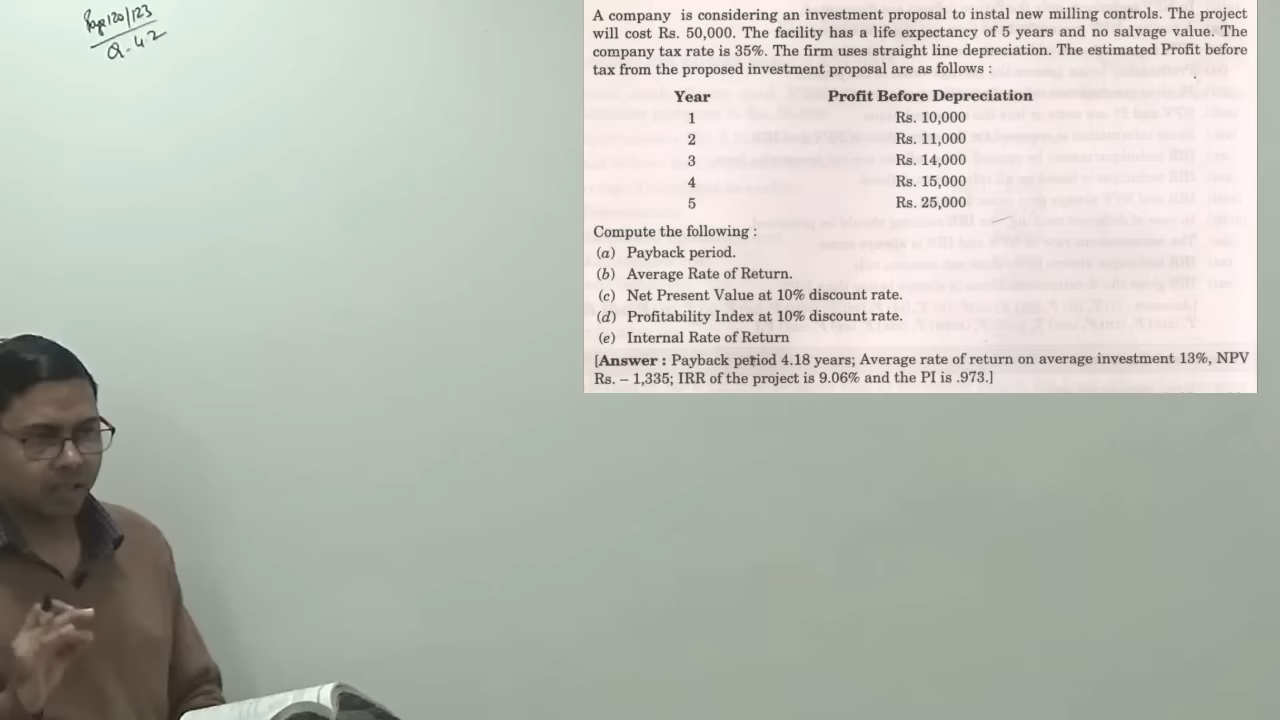 Page 120/123
Q-42
A company is considering an investment proposal to instal new milling controls. The project
will cost Rs. 50,000. The facility has a life expectancy of 5 years and no salvage value. The
company tax rate is 35%. The firm uses straight line depreciation. The estimated Profit before
tax from the proposed investment proposal are as follows :
Year Profit Before Depreciation
1 Rs. 10,000
2 Rs. 11,000
3 Rs. 14,000
4 Rs. 15,000
5 Rs. 25,000
Compute the following :
(a) Payback period.
(b) Average Rate of Return.
(c) Net Present Value at 10% discount rate.
(d) Profitability Index at 10% discount rate.
(e) Internal Rate of Return
[Answer : Payback period 4.18 years; Average rate of return on average investment 13%, NPV
Rs. – 1,335; IRR of the project is 9.06% and the PI is .973.]